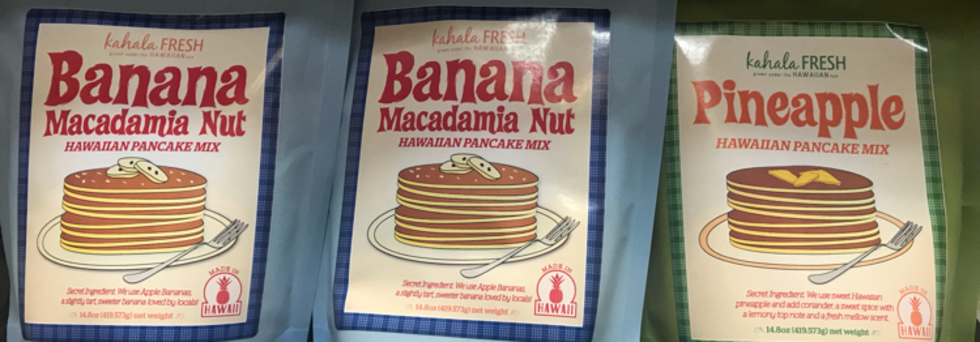 kahala FRESH
grown under the HAWAIIAN sun
Banana
Macadamia Nut
HAWAIIAN PANCAKE MIX
Secret Ingredient: We use Apple Bananas,
a slightly tart, sweeter banana loved by locals!
14.8oz (419.573g) net weight
MADE IN
HAWAII
kahala FRESH
grown under the HAWAIIAN sun
Banana
Macadamia Nut
HAWAIIAN PANCAKE MIX
Secret Ingredient: We use Apple Bananas,
a slightly tart, sweeter banana loved by locals!
14.8oz (419.573g) net weight
MADE IN
HAWAII
kahala FRESH
grown under the HAWAIIAN sun
Pineapple
HAWAIIAN PANCAKE MIX
Secret Ingredient: We use sweet Hawaiian
pineapple and add coriander, a sweet spice with
a lemony top note and a fresh mellow scent.
14.8oz (419.573g) net weight
MADE IN
HAWAII